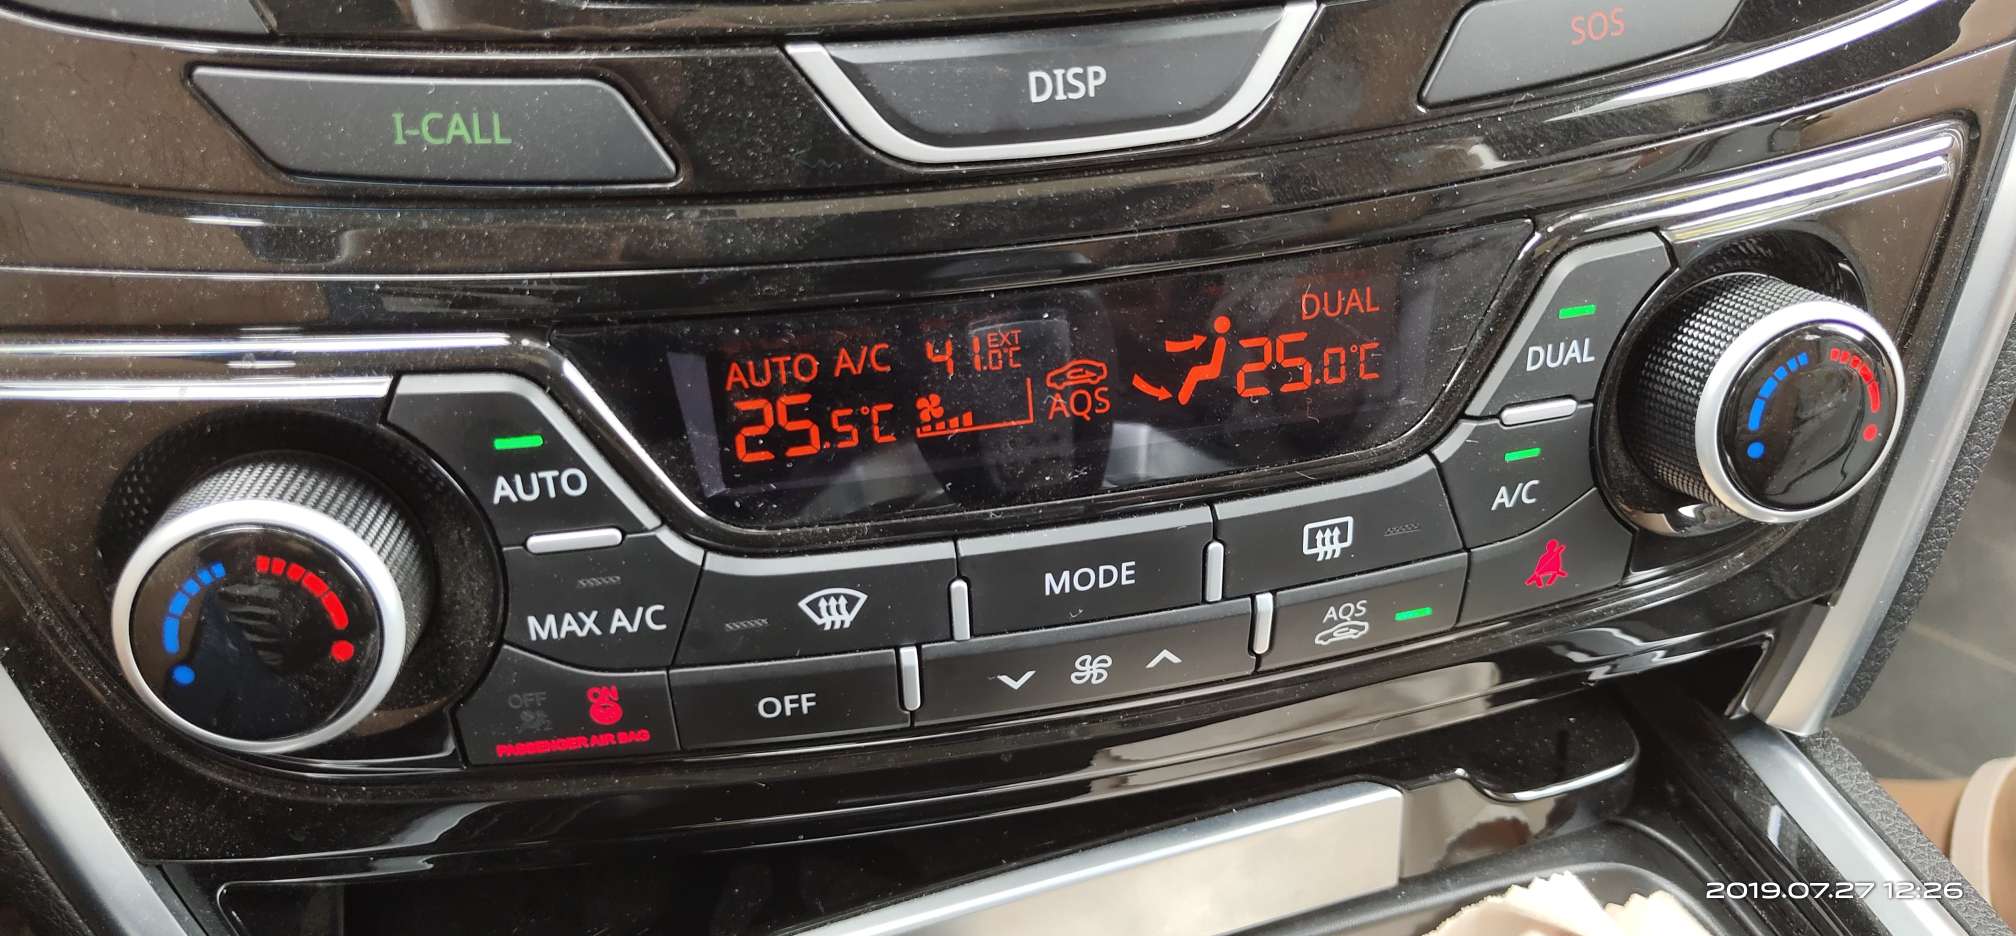 SOS
DISP
I-CALL
DUAL
AUTO A/C 41.0℃ EXT
25.5℃
AQS
25.0℃
DUAL
AUTO
A/C
MODE
MAX A/C
AQS
OFF
OFF ON
PASSENGER AIR BAG
2019.07.27 12:26